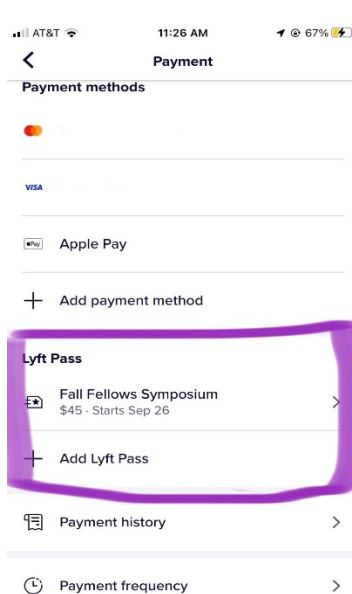 AT&T 11:26 AM 67%
Payment
Payment methods
VISA
Pay Apple Pay
+ Add payment method
Lyft Pass
Fall Fellows Symposium
$45 · Starts Sep 26
+ Add Lyft Pass
Payment history
Payment frequency